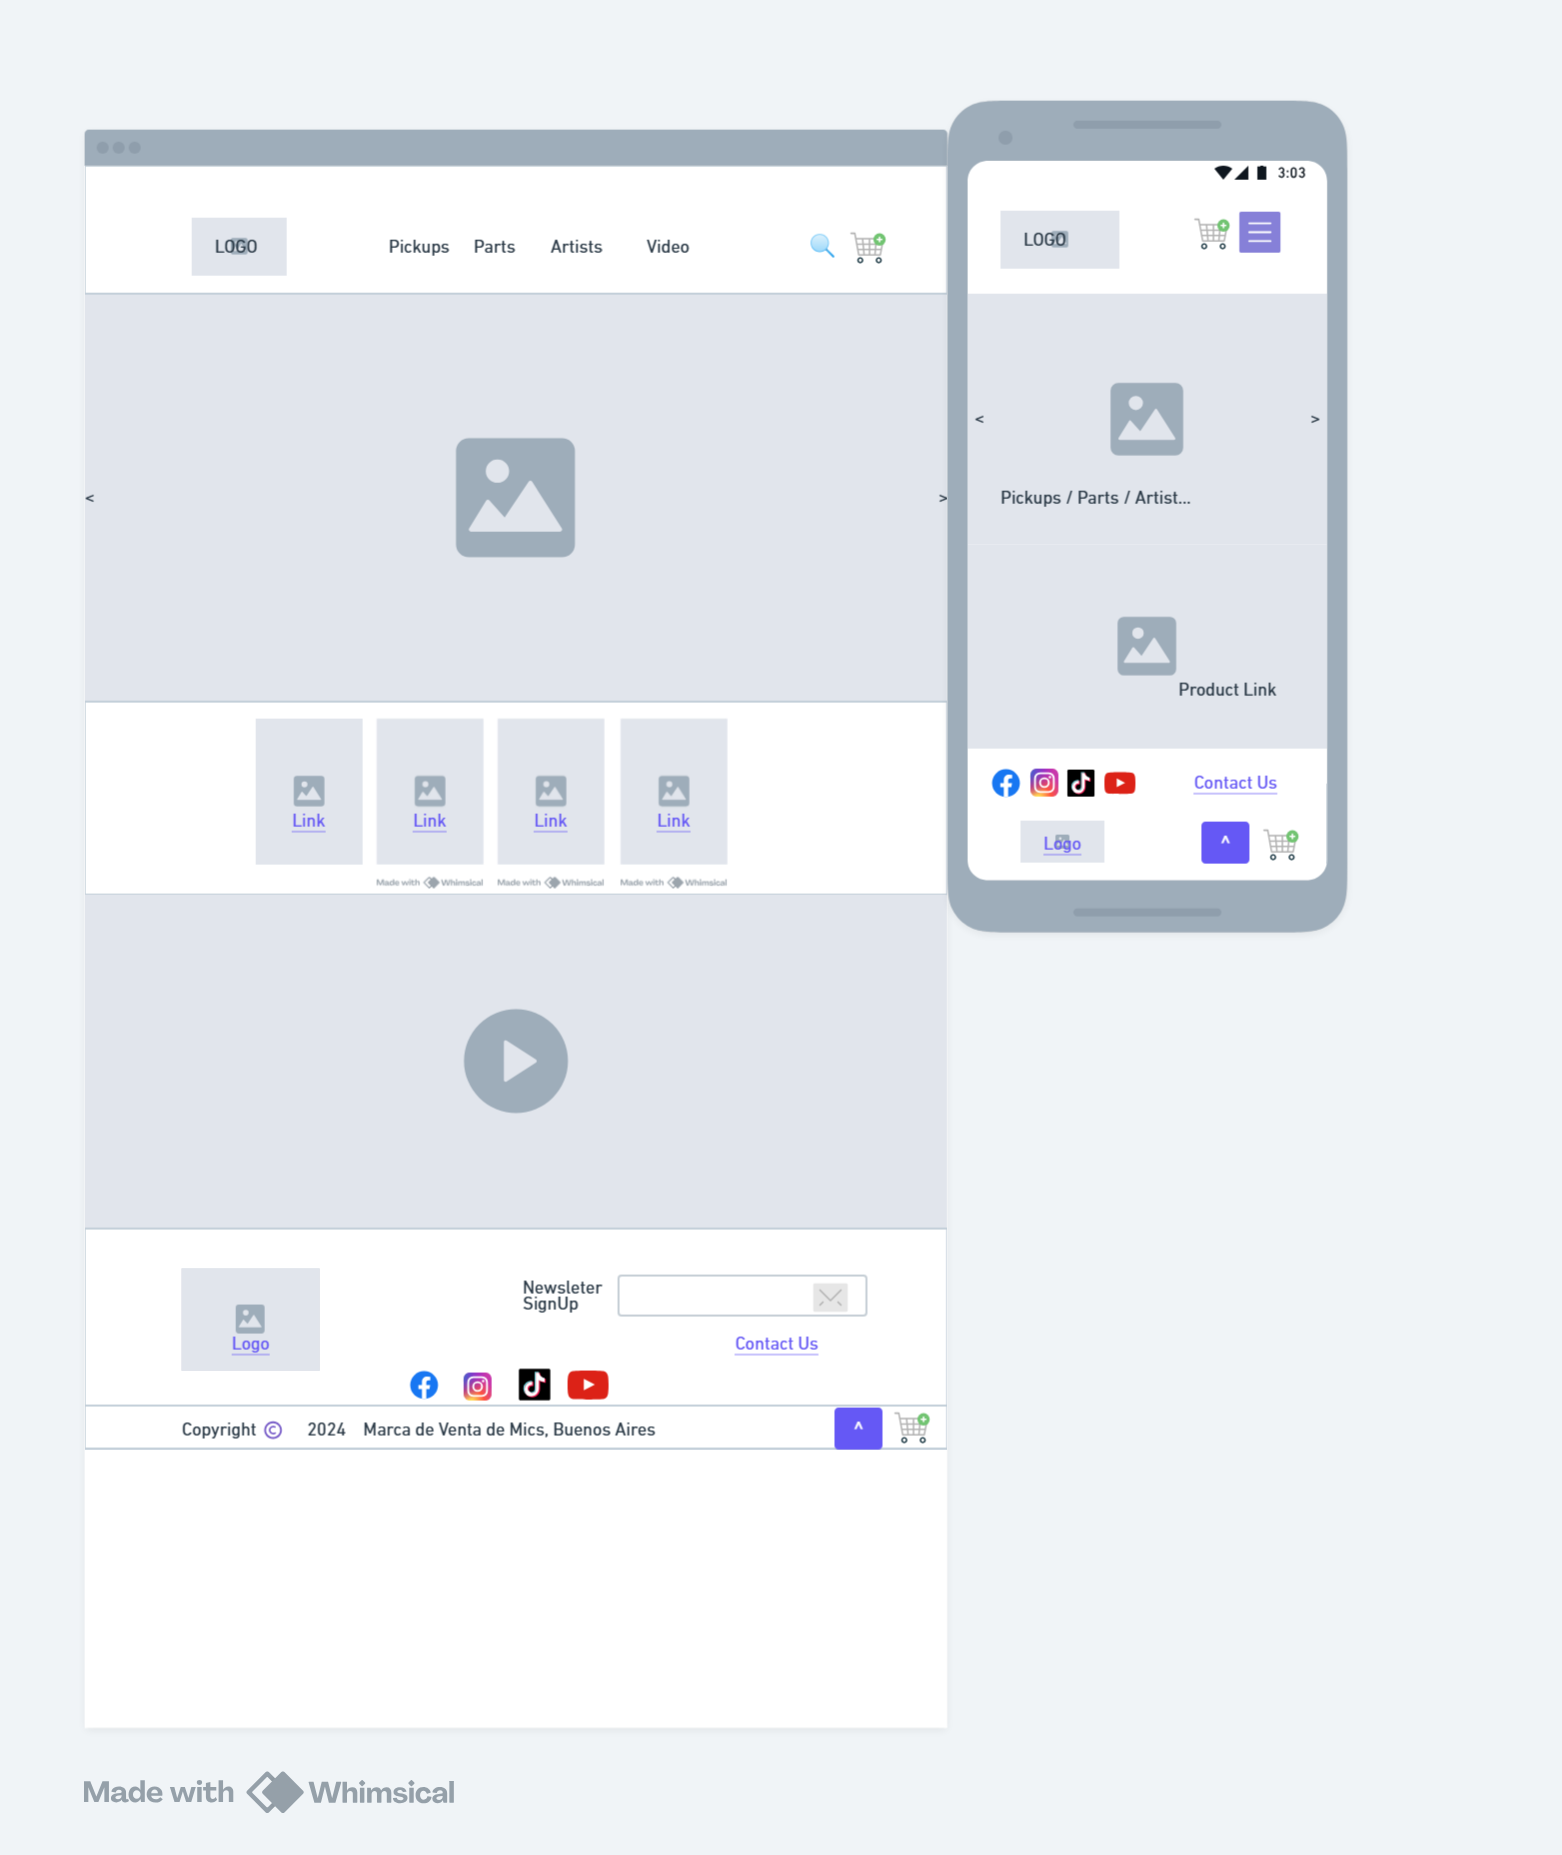 LOGO
Pickups Parts Artists Video
<
>
Link Link Link Link
Made with Whimsical Made with Whimsical Made with Whimsical
Newsleter
SignUp
Logo
Contact Us
Copyright © 2024 Marca de Venta de Mics, Buenos Aires
^
3:03
LOGO
<
>
Pickups / Parts / Artist...
Product Link
Contact Us
Logo
^
Made with Whimsical